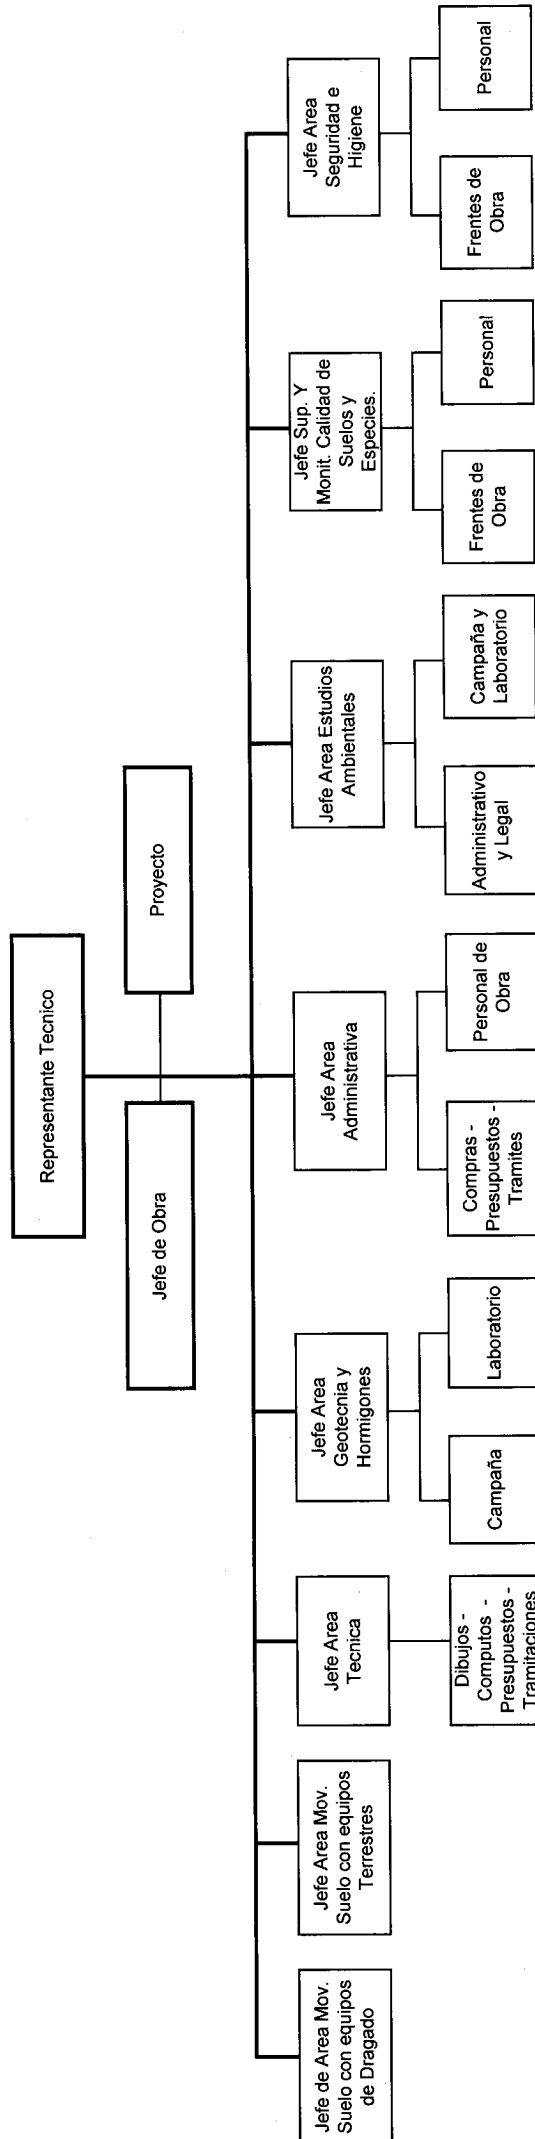 Representante Tecnico
Jefe de Obra
Proyecto
Jefe de Area Mov.
Suelo con equipos
de Dragado
Jefe Area Mov.
Suelo con equipos
Terrestres
Jefe Area
Tecnica
Jefe Area
Geotecnia y
Hormigones
Jefe Area
Administrativa
Jefe Area Estudios
Ambientales
Jefe Sup. Y
Monit. Calidad de
Suelos y
Especies.
Jefe Area
Seguridad e
Higiene
Dibujos -
Computos -
Presupuestos -
Tramitaciones
Campaña
Laboratorio
Compras -
Presupuestos -
Tramites
Personal de
Obra
Administrativo
y Legal
Campaña y
Laboratorio
Frentes de
Obra
Personal
Frentes de
Obra
Personal